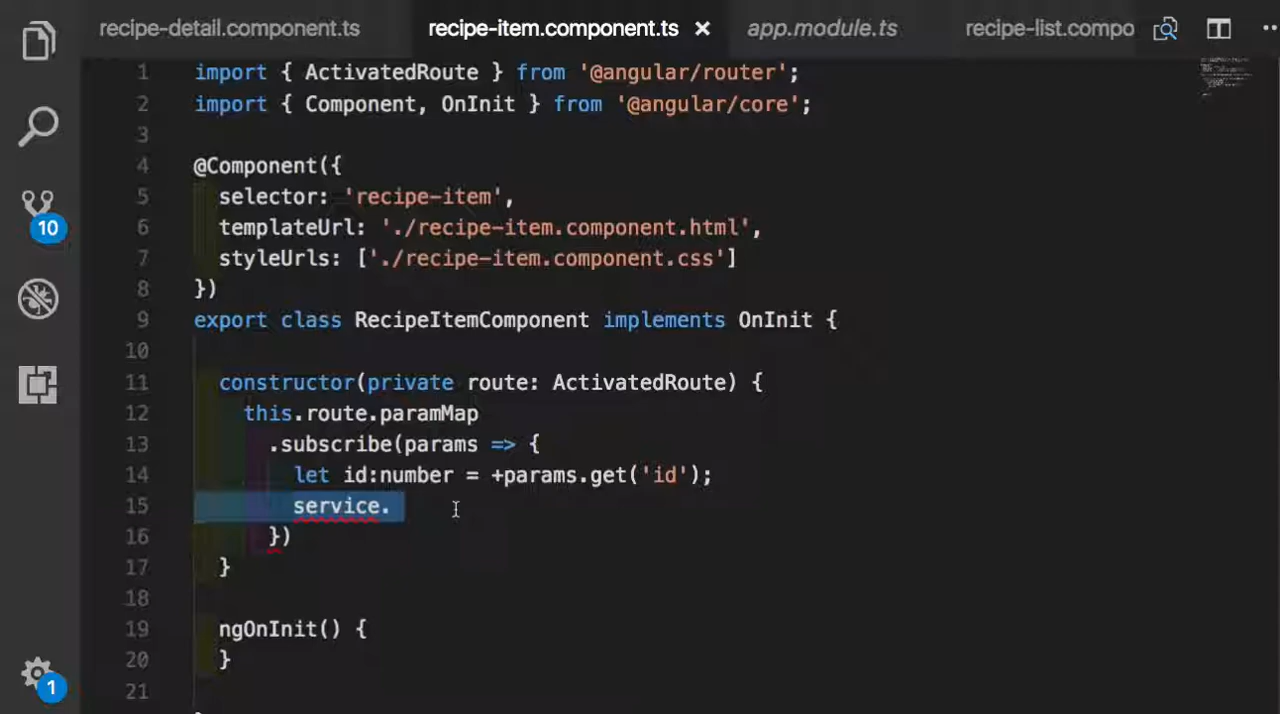 recipe-detail.component.ts recipe-item.component.ts app.module.ts recipe-list.compo
1 import { ActivatedRoute } from '@angular/router';
2 import { Component, OnInit } from '@angular/core';
3
4 @Component({
5 selector: 'recipe-item',
6 templateUrl: './recipe-item.component.html',
7 styleUrls: ['./recipe-item.component.css']
8 })
9 export class RecipeItemComponent implements OnInit {
10
11 constructor(private route: ActivatedRoute) {
12 this.route.paramMap
13 .subscribe(params => {
14 let id:number = +params.get('id');
15 service.
16 })
17 }
18
19 ngOnInit() {
20 }
21
10
1